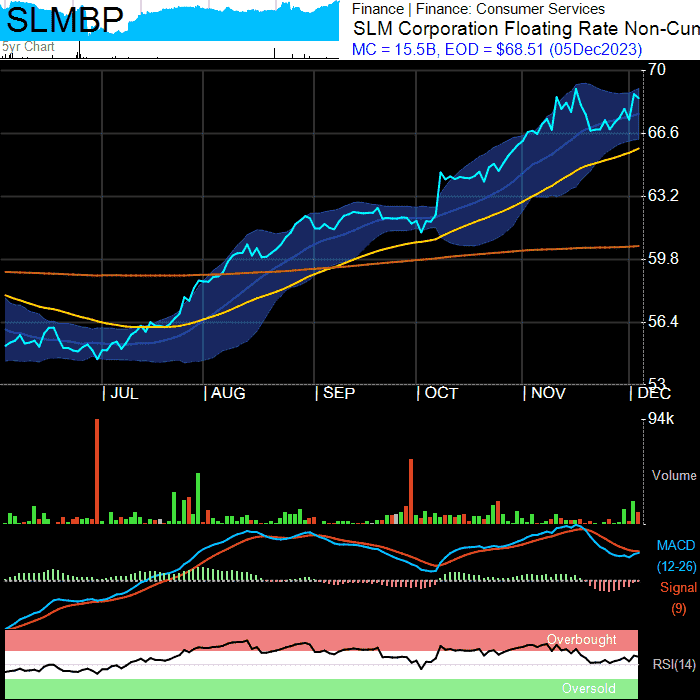 SLMBP
5yr Chart
Finance | Finance: Consumer Services
SLM Corporation Floating Rate Non-Cun
MC = 15.5B, EOD = $68.51 (05Dec2023)
70
66.6
63.2
59.8
56.4
53
| JUL | AUG | SEP | OCT | NOV | DEC
94k
Volume
MACD
(12-26)
Signal
(9)
Overbought
RSI(14)
Oversold